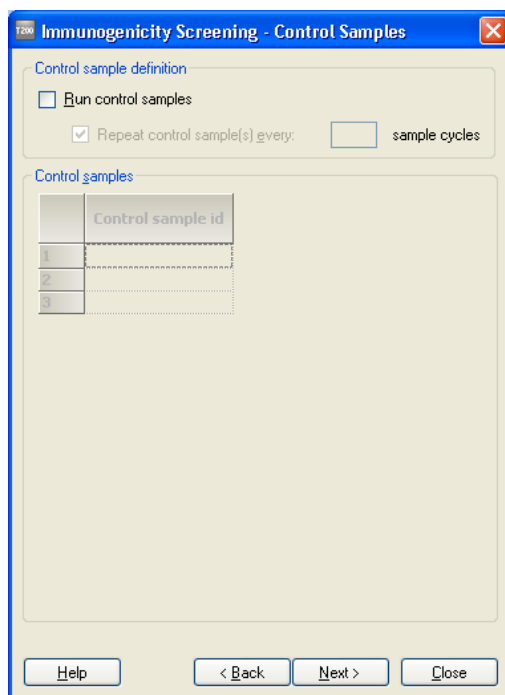 T200 Immunogenicity Screening - Control Samples
Control sample definition
Run control samples
Repeat control sample(s) every: sample cycles
Control samples
Control sample id
1
2
3
Help < Back Next > Close